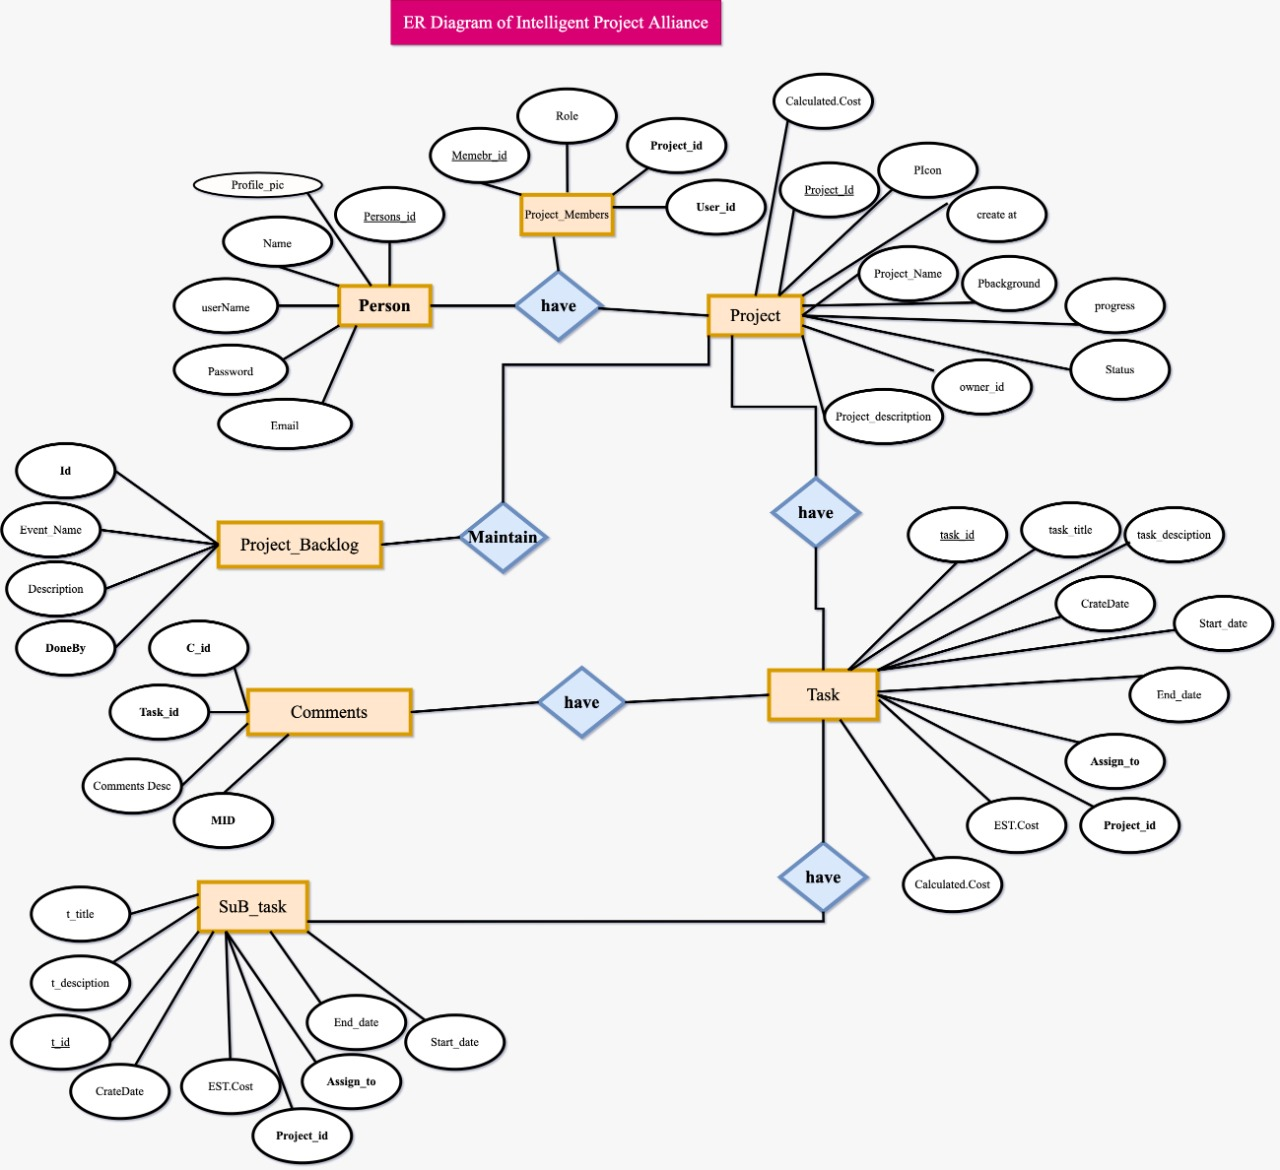 ER Diagram of Intelligent Project Alliance
Calculated.Cost
Role
Memebr_id
Project_id
PIcon
Profile_pic
Persons_id
Project_Id
User_id
create at
Project_Members
Name
Project_Name
Pbackground
userName
Person
have
Project
progress
Password
Status
owner_id
Email
Project_descritption
Id
have
Event_Name
Project_Backlog
Maintain
task_id
task_title
task_desciption
Description
CrateDate
Start_date
DoneBy
C_id
Task_id
Comments
have
Task
End_date
Assign_to
Comments Desc
MID
EST.Cost
Project_id
have
Calculated.Cost
t_title
SuB_task
t_desciption
End_date
t_id
Start_date
CrateDate
EST.Cost
Assign_to
Project_id